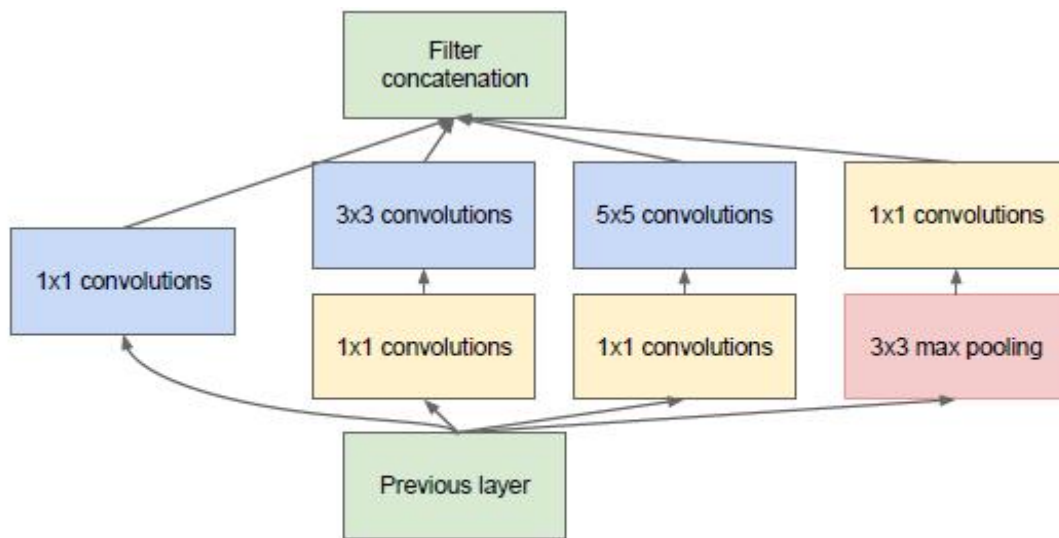 Filter
concatenation
3x3 convolutions
5x5 convolutions
1x1 convolutions
1x1 convolutions
1x1 convolutions
1x1 convolutions
3x3 max pooling
Previous layer